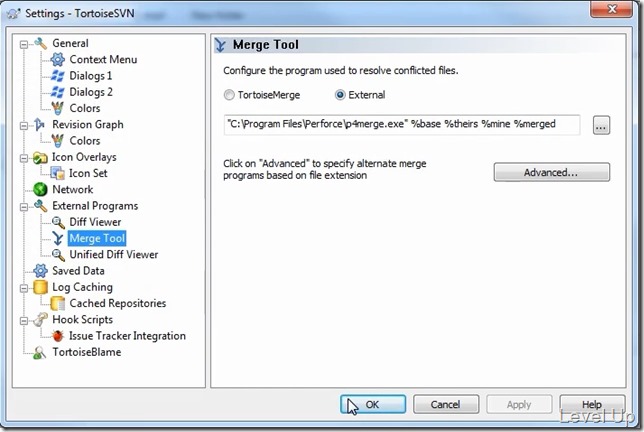 Settings - TortoiseSVN
General
Context Menu
Dialogs 1
Dialogs 2
Colors
Revision Graph
Colors
Icon Overlays
Icon Set
Network
External Programs
Diff Viewer
Merge Tool
Unified Diff Viewer
Saved Data
Log Caching
Cached Repositories
Hook Scripts
Issue Tracker Integration
TortoiseBlame
Merge Tool
Configure the program used to resolve conflicted files.
TortoiseMerge External
"C:\Program Files\Perforce\p4merge.exe" %base %theirs %mine %merged
...
Click on "Advanced" to specify alternate merge
programs based on file extension
Advanced...
OK Cancel Apply Help
Level Up